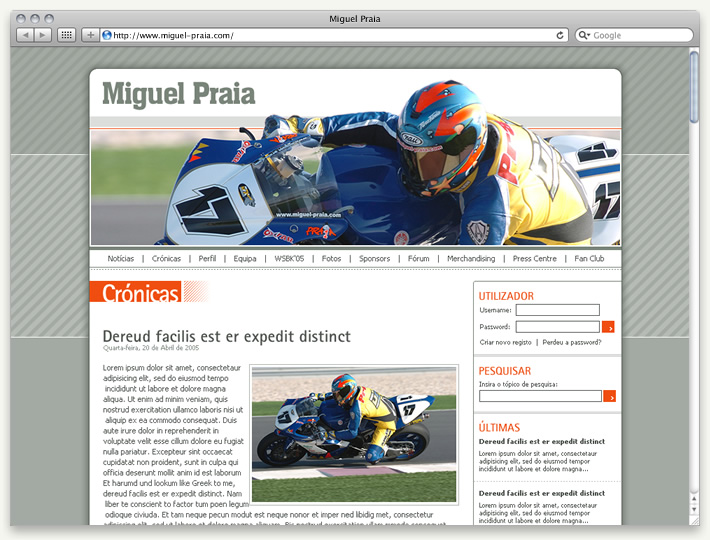 Miguel Praia
http://www.miguel-praia.com/
Google
Miguel Praia
17
www.miguel-praia.com
Notícias | Crónicas | Perfil | Equipa | WSBK'05 | Fotos | Sponsors | Fórum | Merchandising | Press Centre | Fan Club
Crónicas
Dereud facilis est er expedit distinct
Quarta-feira, 20 de Abril de 2005
Lorem ipsum dolor sit amet, consectetaur
adipisicing elit, sed do eiusmod tempo
incididunt ut labore et dolore magna
aliqua. Ut enim ad minim veniam, quis
nostrud exercitation ullamco laboris nisi ut
aliquip ex ea commodo consequat. Duis
aute irure dolor in reprehenderit in
voluptate velit esse cillum dolore eu fugiat
nulla pariatur. Excepteur sint occaecat
cupidatat non proident, sunt in culpa qui
officia deserunt mollit anim id est laborum
Et harumd und lookum like Greek to me,
dereud facilis est er expedit distinct. Nam
liber te conscient to factor tum poen legum
odioque civiuda. Et tam neque pecun modut est neque nonor et imper ned libidig met, consectetur
17
UTILIZADOR
Username:
Password:
Criar novo registo | Perdeu a password?
PESQUISAR
Insira o tópico de pesquisa:
ÚLTIMAS
Dereud facilis est er expedit distinct
Lorem ipsum dolor sit amet, consectetaur
adipisicing elit, sed do eiusmod tempor
incididunt ut labore et dolore magna...
Dereud facilis est er expedit distinct
Lorem ipsum dolor sit amet, consectetaur
adipisicing elit, sed do eiusmod tempor